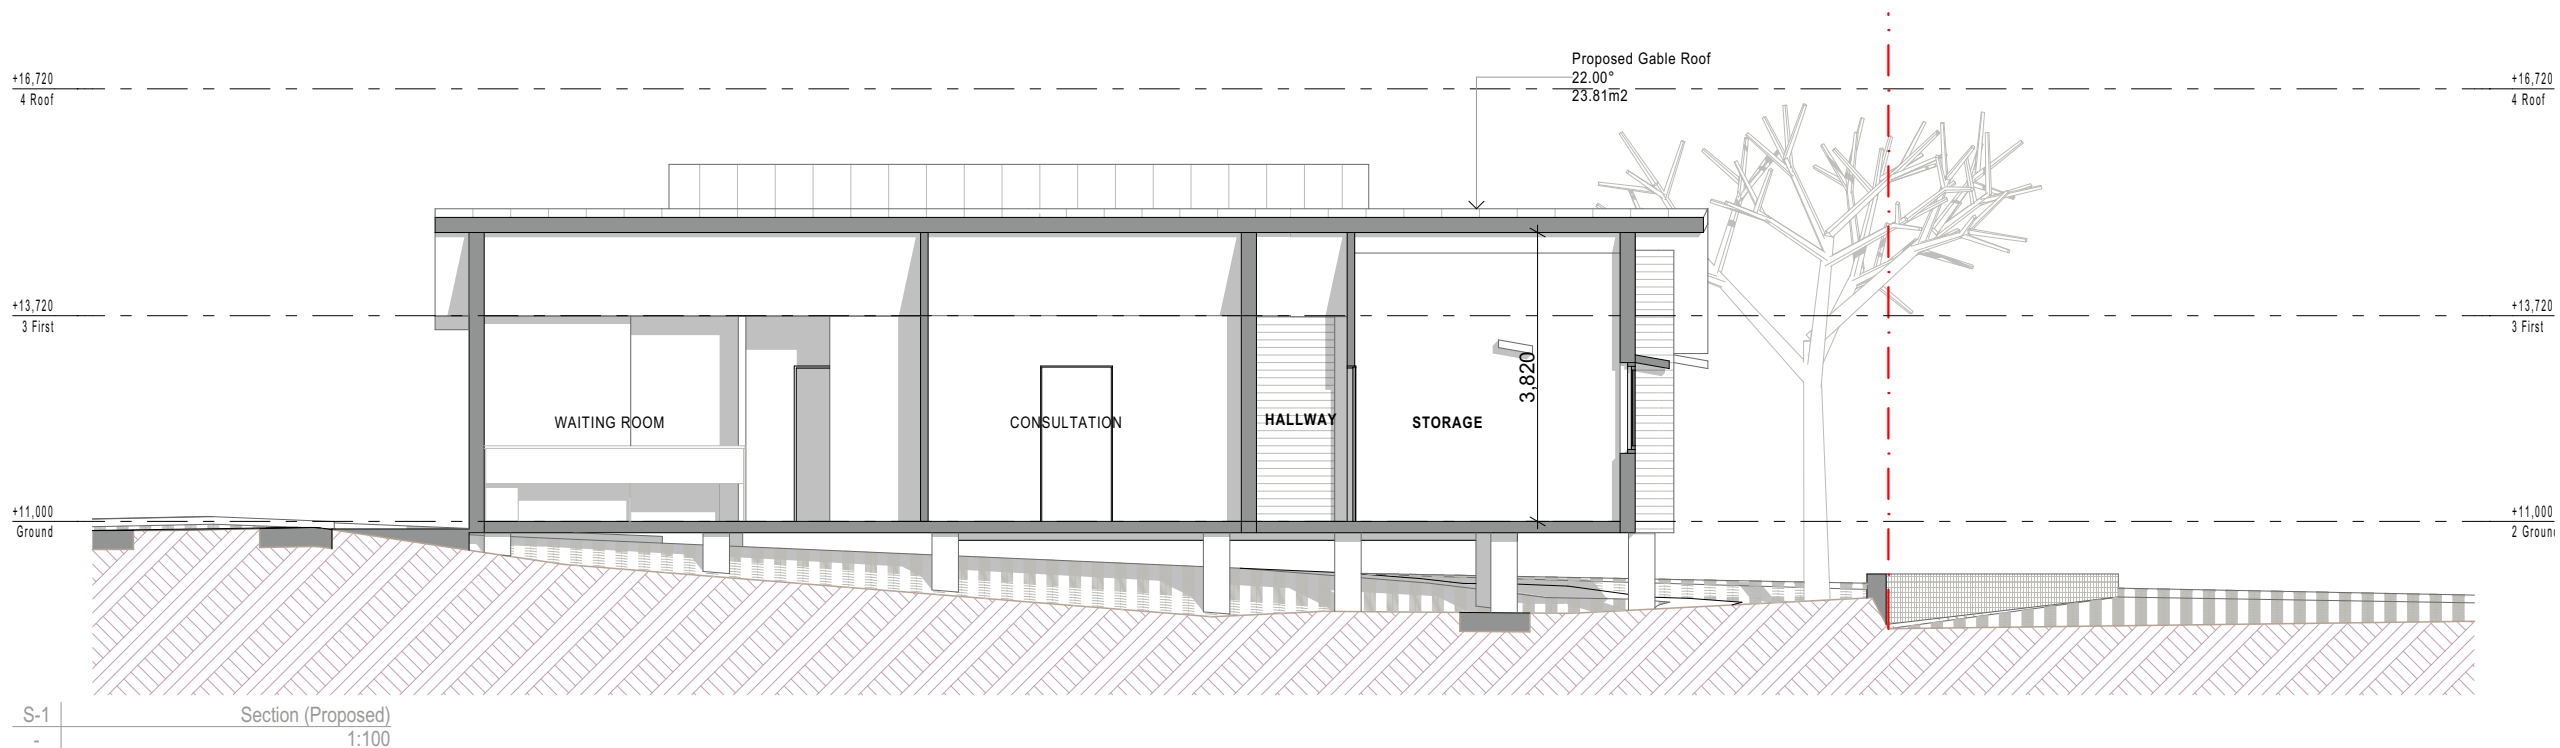 Proposed Gable Roof
22.00°
23.81m2
+16,720
4 Roof
+16,720
4 Roof
+13,720
3 First
+13,720
3 First
3,820
WAITING ROOM
CONSULTATION
HALLWAY
STORAGE
+11,000
Ground
+11,000
2 Groun
S-1
Section (Proposed)
-
1:100